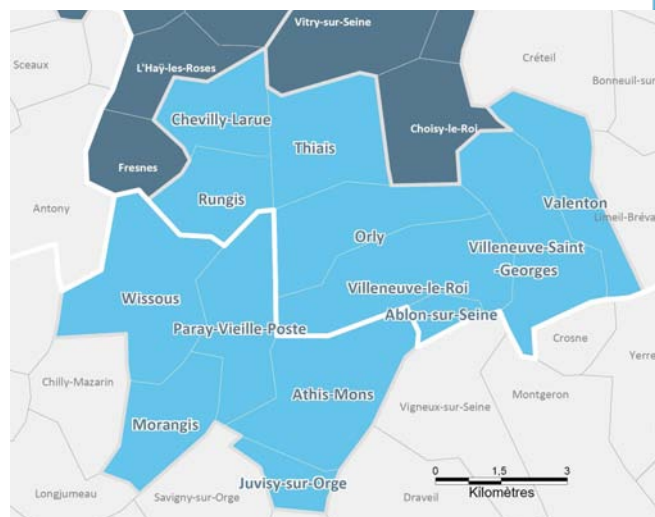 Vitry-sur-Seine
Sceaux
Créteil
L'Haÿ-les-Roses
Bonneuil-sur
Chevilly-Larue
Choisy-le-Roi
Thiais
Fresnes
Rungis
Valenton
Antony
Limeil-Bréva
Orly
Villeneuve-Saint
-Georges
Villeneuve-le-Roi
Wissous
Ablon-sur-Seine
Paray-Vieille-Poste
Crosne
Yerre
Chilly-Mazarin
Athis-Mons
Montgeron
Vigneux-sur-Seine
Morangis
0 1,5 3
Kilomètres
Juvisy-sur-Orge
Longjumeau
Savigny-sur-Orge
Draveil